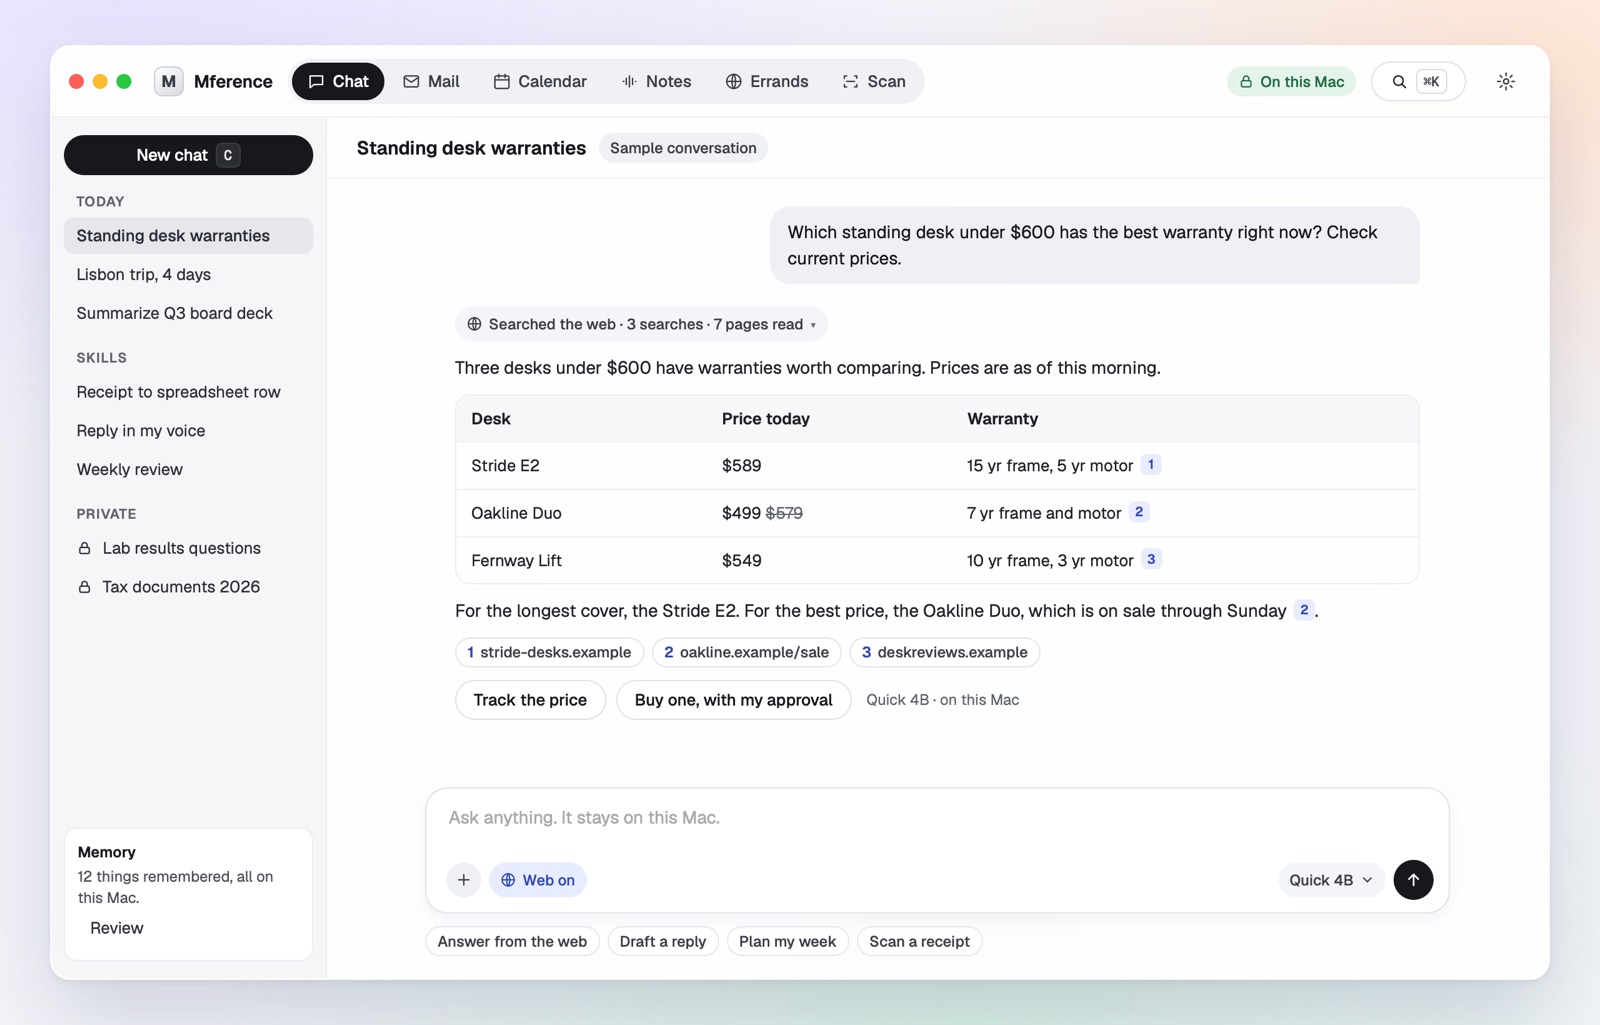 M Mference Chat Mail Calendar Notes Errands Scan On this Mac ⌘K
New chat C
TODAY
Standing desk warranties
Lisbon trip, 4 days
Summarize Q3 board deck
SKILLS
Receipt to spreadsheet row
Reply in my voice
Weekly review
PRIVATE
Lab results questions
Tax documents 2026
Memory
12 things remembered, all on
this Mac.
Review
Standing desk warranties Sample conversation
Which standing desk under $600 has the best warranty right now? Check
current prices.
Searched the web · 3 searches · 7 pages read ▾
Three desks under $600 have warranties worth comparing. Prices are as of this morning.
Desk Price today Warranty
Stride E2 $589 15 yr frame, 5 yr motor 1
Oakline Duo $499 $579 7 yr frame and motor 2
Fernway Lift $549 10 yr frame, 3 yr motor 3
For the longest cover, the Stride E2. For the best price, the Oakline Duo, which is on sale through Sunday 2.
1 stride-desks.example 2 oakline.example/sale 3 deskreviews.example
Track the price Buy one, with my approval Quick 4B · on this Mac
Ask anything. It stays on this Mac.
+ Web on Quick 4B
Answer from the web Draft a reply Plan my week Scan a receipt